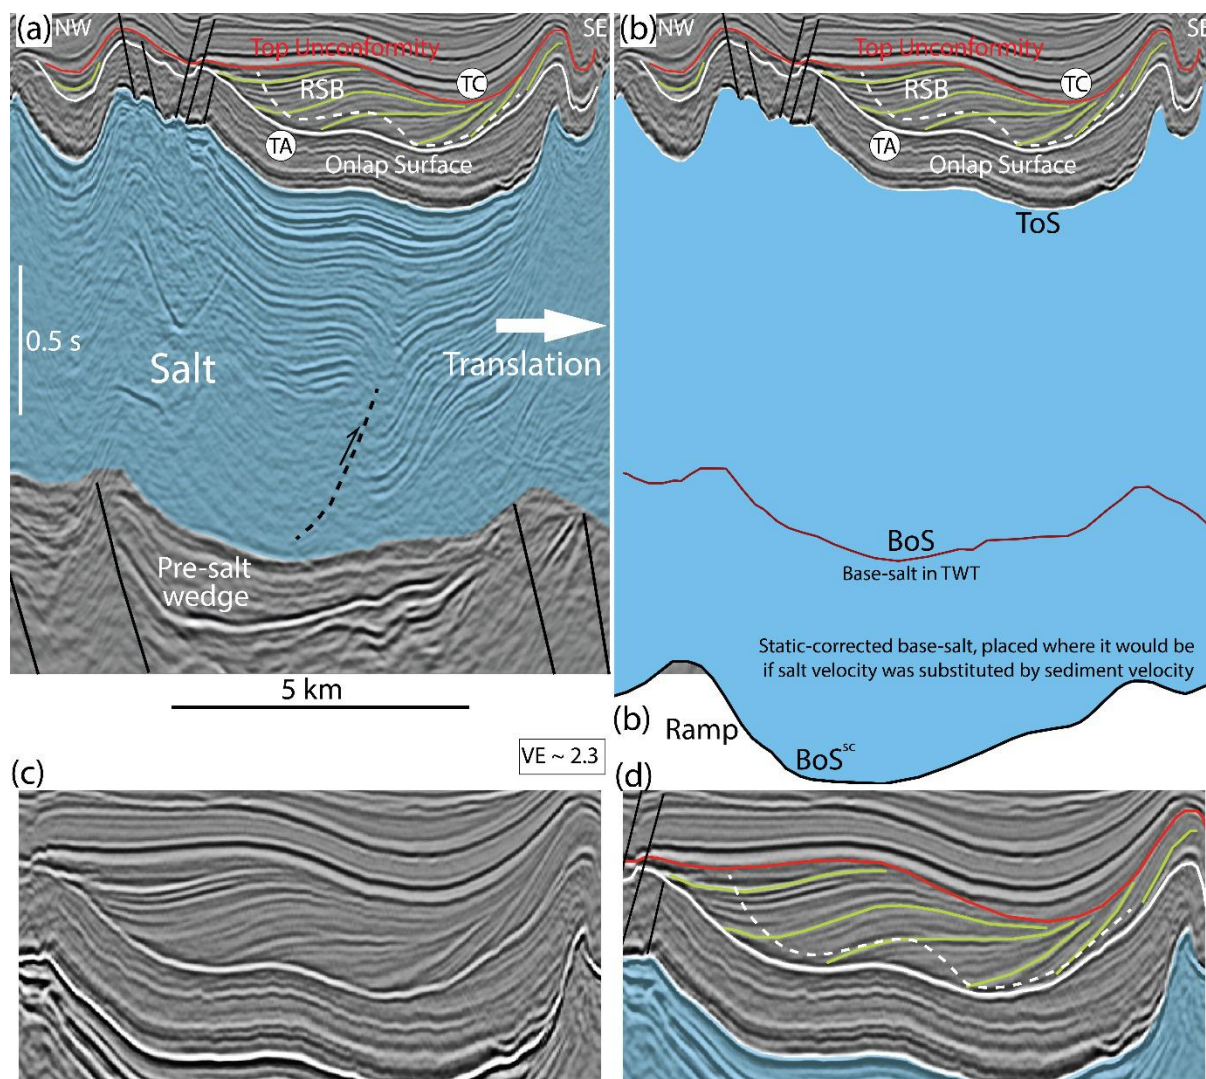 (a)
NW
SE
Top Unconformity
RSB
TC
TA
Onlap Surface
0.5 s
Salt
Translation
Pre-salt
wedge
5 km
VE ~ 2.3
(b)
NW
SE
Top Unconformity
RSB
TC
TA
Onlap Surface
ToS
BoS
Base-salt in TWT
Static-corrected base-salt, placed where it would be
if salt velocity was substituted by sediment velocity
(b)
Ramp
BoSsc
(c)
(d)